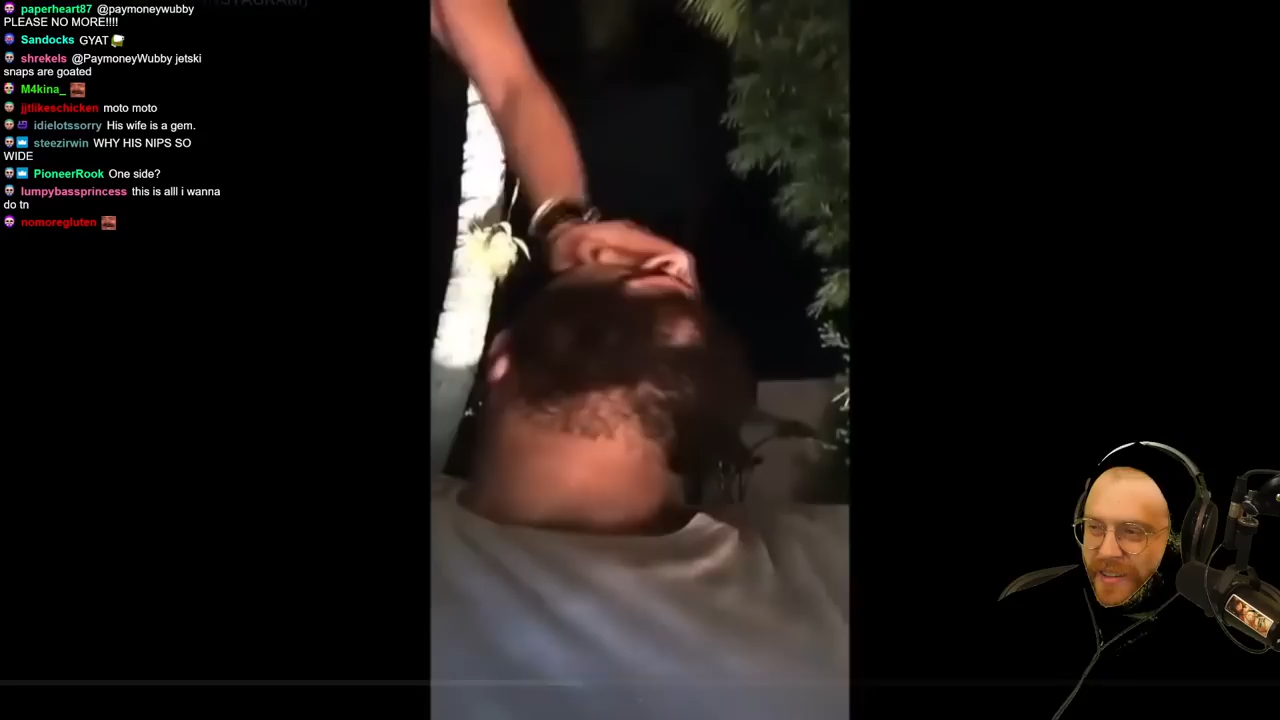 INSTAGRAM)
paperheart87 @paymoneywubby
PLEASE NO MORE!!!!
Sandocks GYAT
shrekels @PaymoneyWubby jetski
snaps are goated
M4kina_
jjtlikeschicken moto moto
idielotssorry His wife is a gem.
steezirwin WHY HIS NIPS SO
WIDE
PioneerRook One side?
lumpybassprincess this is alll i wanna
do tn
nomoregluten